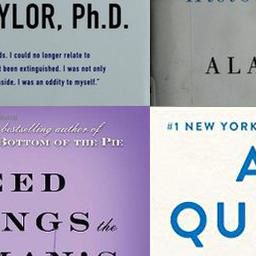 YLOR, Ph.D.
ds. I could no longer relate to
t been extinguished. I was not only
side, I was an oddity to myself."
ALA
bestselling author of
BOTTOM OF THE PIE
EED
NGS the
#1 NEW YORK
A
QU